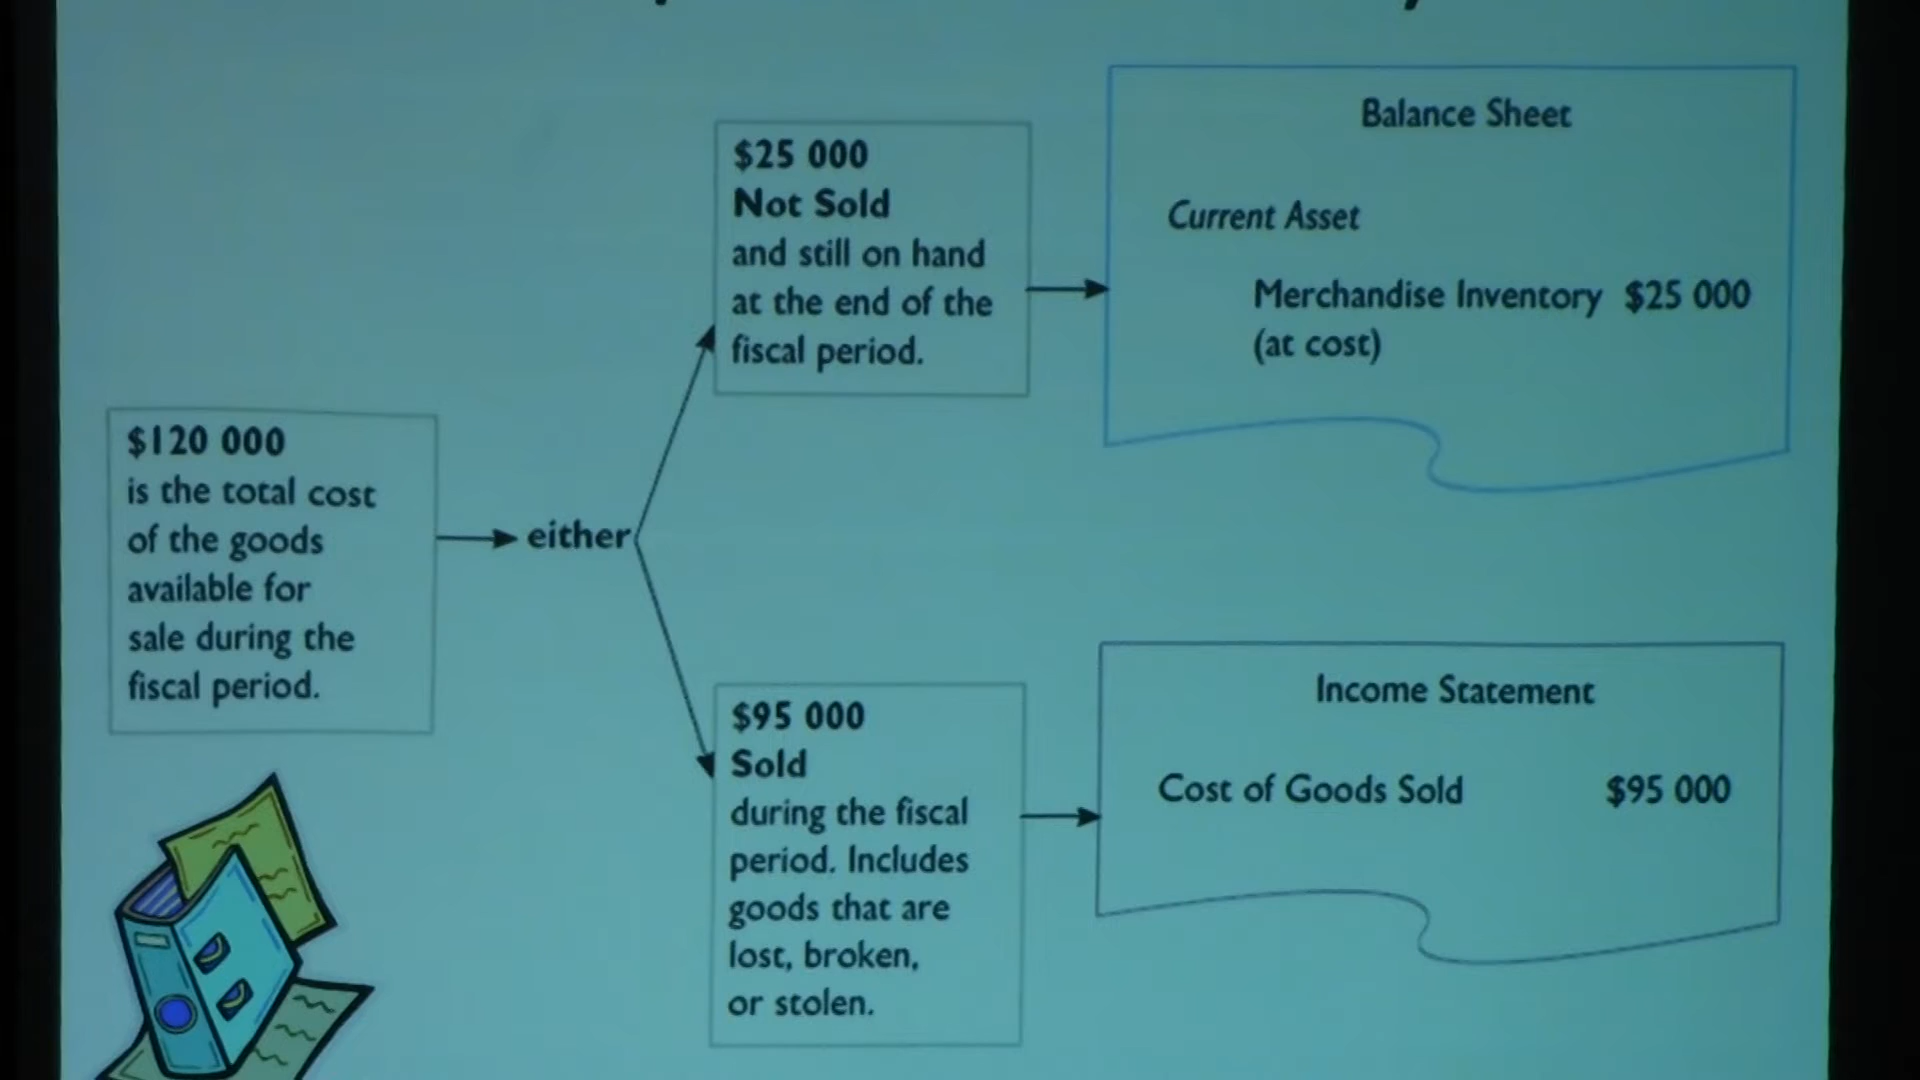 $120 000
is the total cost
of the goods
available for
sale during the
fiscal period.
either
$25 000
Not Sold
and still on hand
at the end of the
fiscal period.
Balance Sheet
Current Asset
Merchandise Inventory $25 000
(at cost)
$95 000
Sold
during the fiscal
period. Includes
goods that are
lost, broken,
or stolen.
Income Statement
Cost of Goods Sold $95 000